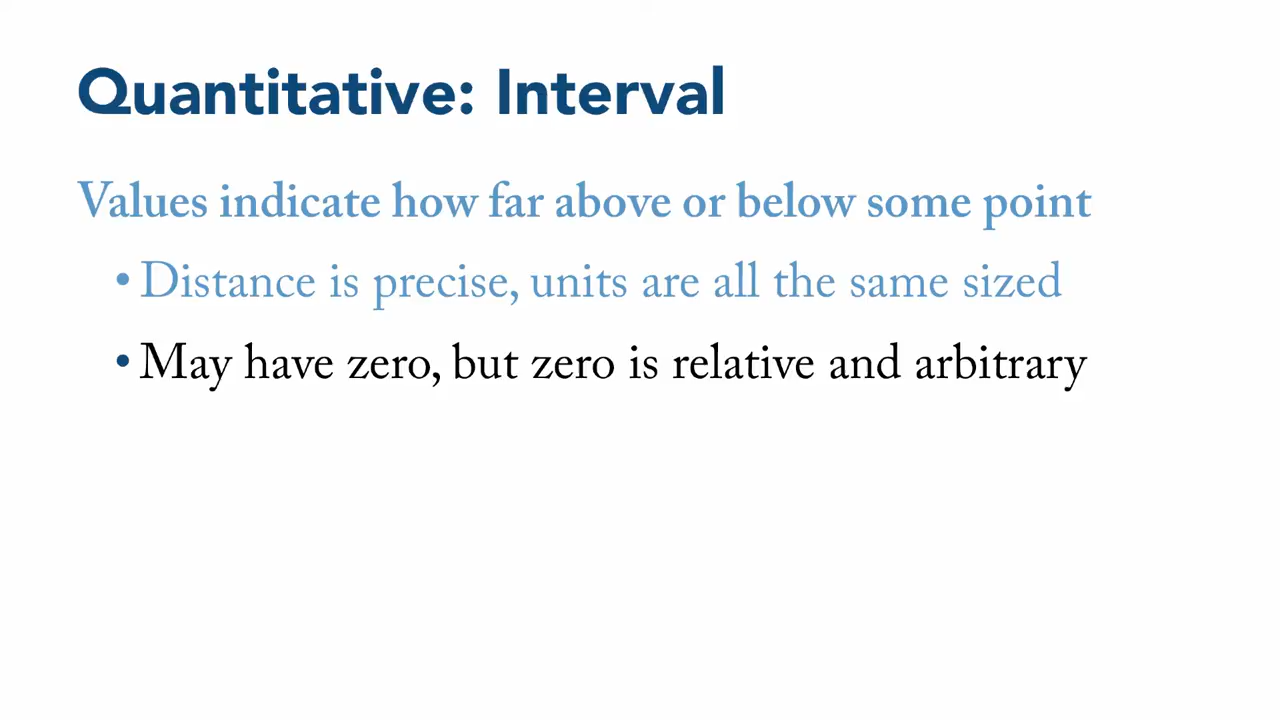 Quantitative: Interval
Values indicate how far above or below some point
• Distance is precise, units are all the same sized
• May have zero, but zero is relative and arbitrary